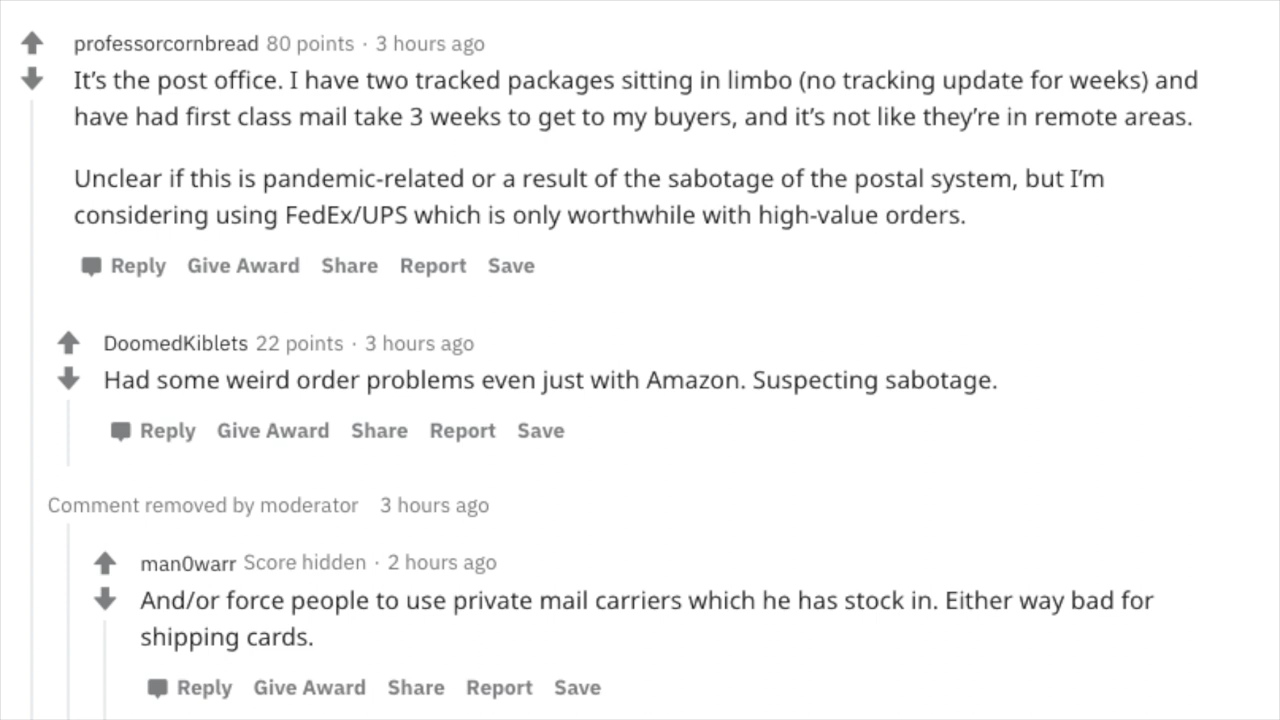 professorcornbread 80 points · 3 hours ago
It’s the post office. I have two tracked packages sitting in limbo (no tracking update for weeks) and
have had first class mail take 3 weeks to get to my buyers, and it’s not like they’re in remote areas.
Unclear if this is pandemic-related or a result of the sabotage of the postal system, but I’m
considering using FedEx/UPS which is only worthwhile with high-value orders.
Reply Give Award Share Report Save
DoomedKiblets 22 points · 3 hours ago
Had some weird order problems even just with Amazon. Suspecting sabotage.
Reply Give Award Share Report Save
Comment removed by moderator 3 hours ago
man0warr Score hidden · 2 hours ago
And/or force people to use private mail carriers which he has stock in. Either way bad for
shipping cards.
Reply Give Award Share Report Save